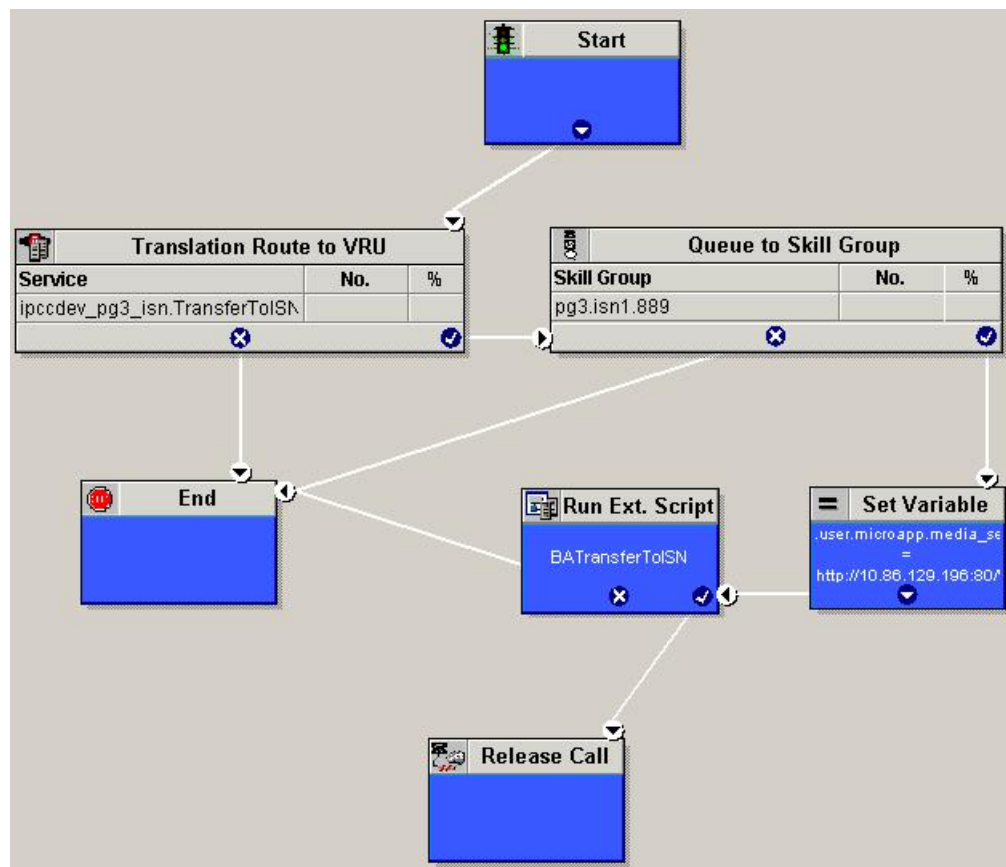 Start
Translation Route to VRU
Service No. %
ipccdev_pg3_isn.TransferToISN
Queue to Skill Group
Skill Group No. %
pg3.isn1.889
End
Run Ext. Script
BATransferToISN
Set Variable
.user.microapp.media_se
=
http://10.86.129.196:80/
Release Call